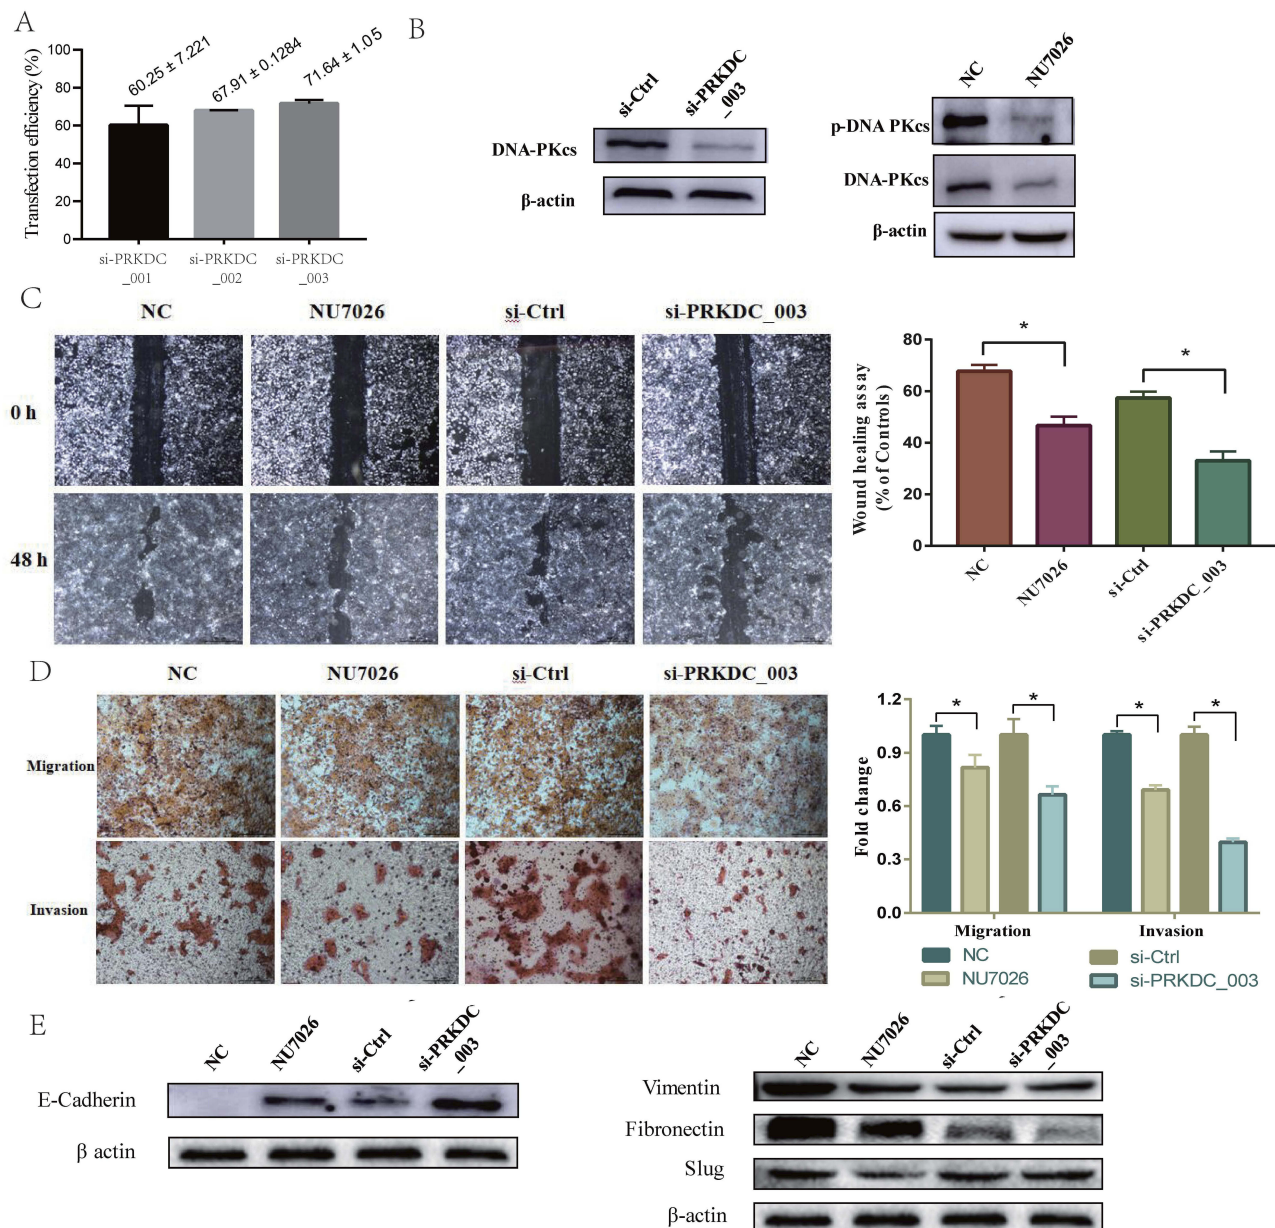 A
Transfection efficiency (%)
100
80
60
40
20
0
60.25 ± 7.221
67.91 ± 0.1284
71.64 ± 1.05
si-PRKDC
_001
si-PRKDC
_002
si-PRKDC
_003
B
si-Ctrl
si-PRKDC
_003
DNA-PKcs
β-actin
NC
NU7026
p-DNA PKcs
DNA-PKcs
β-actin
C
NC
NU7026
si-Ctrl
si-PRKDC_003
0 h
48 h
Wound healing assay
(% of Controls)
80
60
40
20
0
*
*
NC
NU7026
si-Ctrl
si-PRKDC_003
D
NC
NU7026
si-Ctrl
si-PRKDC_003
Migration
Invasion
Fold change
1.2
0.9
0.6
0.3
0.0
*
*
*
*
Migration
Invasion
NC
NU7026
si-Ctrl
si-PRKDC_003
E
NC
NU7026
si-Ctrl
si-PRKDC
_003
E-Cadherin
β actin
NC
NU7026
si-Ctrl
si-PRKDC
_003
Vimentin
Fibronectin
Slug
β-actin